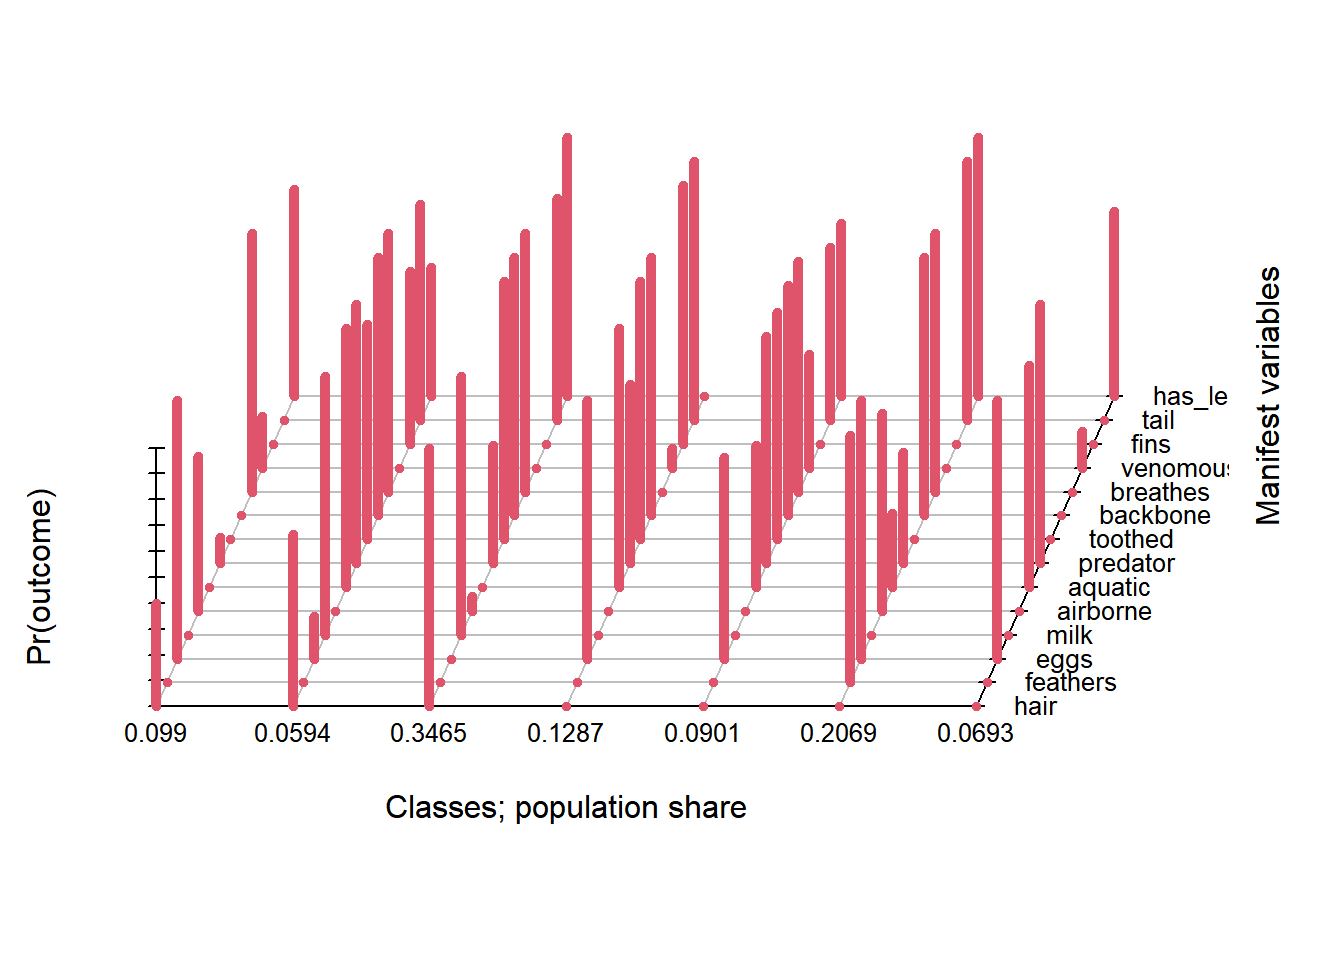 Pr(outcome)
Manifest variables
has_le
tail
fins
venomous
breathes
backbone
toothed
predator
aquatic
airborne
milk
eggs
feathers
hair
0.099 0.0594 0.3465 0.1287 0.0901 0.2069 0.0693
Classes; population share